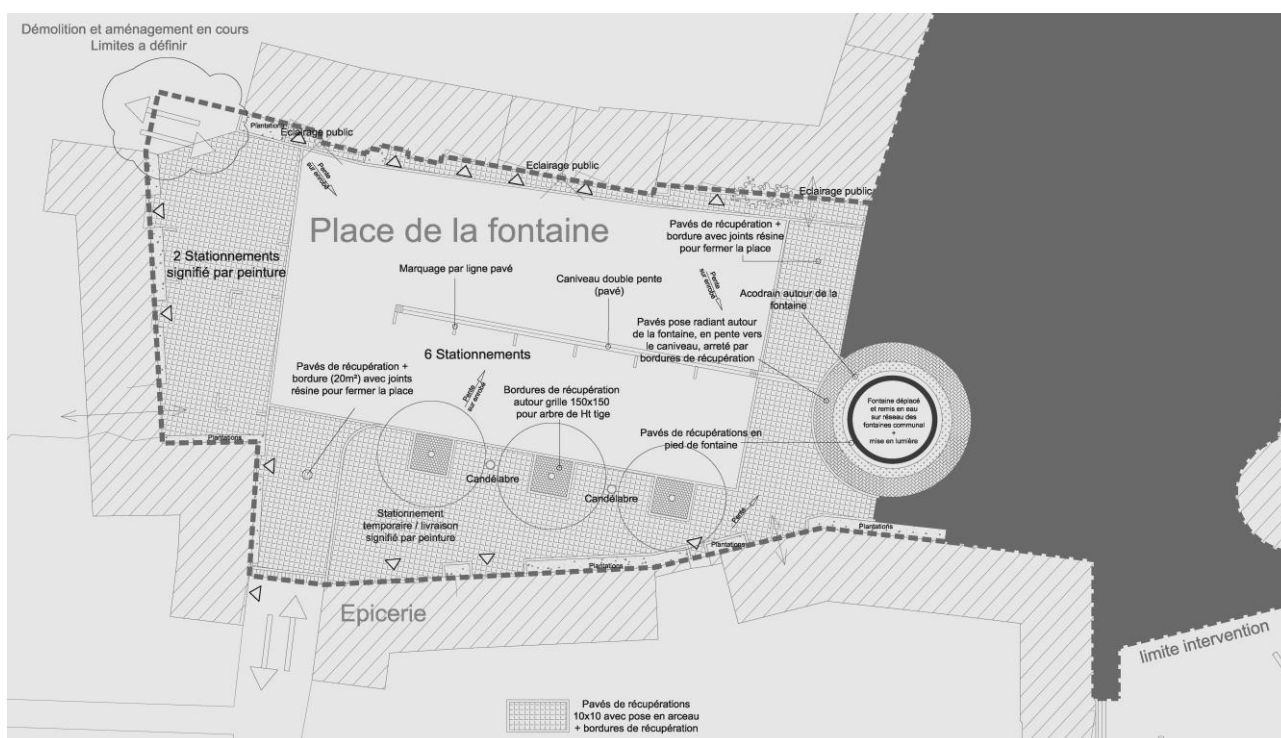 Démolition et aménagement en cours
Limites a définir
Plantations
Eclairage public
Eclairage public
Eclairage public
Pente
sur enrobé
Place de la fontaine
2 Stationnements
signifié par peinture
Marquage par ligne pavé
Caniveau double pente
(pavé)
Pente
sur enrobé
Pavés de récupération +
bordure avec joints résine
pour fermer la place
Acodrain autour de la
fontaine
Pavés pose radiant autour
de la fontaine, en pente vers
le caniveau, arreté par
bordures de récupération
6 Stationnements
Pente
sur enrobé
Pavés de récupération +
bordure (20m²) avec joints
résine pour fermer la place
Bordures de récupération
autour grille 150x150
pour arbre de Ht tige
Fontaine déplacé
et remis en eau
sur réseau des
fontaines communal
+
mise en lumière
Pavés de récupérations en
pied de fontaine
Plantations
Candélabre
Candélabre
Pente
Stationnement
temporaire / livraison
signifié par peinture
Plantations
Plantations
Plantations
Epicerie
limite intervention
Pavés de récupérations
10x10 avec pose en arceau
+ bordures de récupération